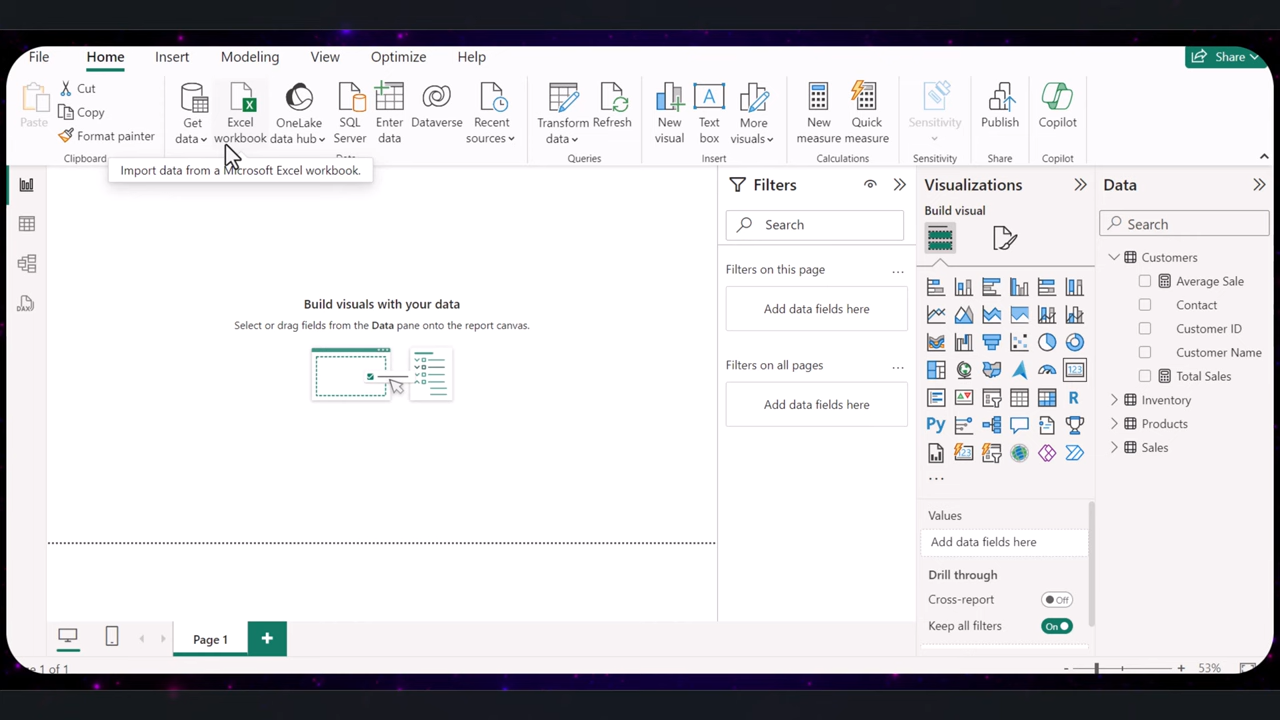 File Home Insert Modeling View Optimize Help Share
Paste
Cut
Copy
Format painter
Clipboard
Get
data
Excel
workbook
OneLake
data hub
SQL
Server
Enter
data
Dataverse
Recent
sources
Transform
data
Refresh
Queries
New
visual
A
Text
box
More
visuals
Insert
New
measure
Quick
measure
Calculations
Sensitivity
Sensitivity
Publish
Share
Copilot
Copilot
Import data from a Microsoft Excel workbook.
DAX
Build visuals with your data
Select or drag fields from the Data pane onto the report canvas.
Filters
Search
Filters on this page ...
Add data fields here
Filters on all pages ...
Add data fields here
Visualizations
Build visual
123
R
Py
...
Values
Add data fields here
Drill through
Cross-report Off
Keep all filters On
Data
Search
Customers
Average Sale
Contact
Customer ID
Customer Name
Total Sales
Inventory
Products
Sales
Page 1 +
1 of 1
- + 53%